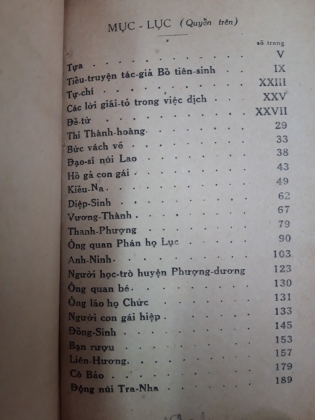 MỤC - LỤC (Quyển trên)
số trang
Tựa . . . . . . . . V
Tiểu-truyện tác-giả Bồ tiên-sinh . . . IX
Tự-chí . . . . . . . . XXIII
Các lời giải-tỏ trong việc dịch . . . . XXV
Đề-từ . . . . . . . . XXVII
Thi Thành-hoàng . . . . . . 29
Bức vách vẽ . . . . . . . 33
Đạo-sĩ núi Lao . . . . . . 38
Hồ gả con gái . . . . . . . 43
Kiều-Na . . . . . . . . 49
Diệp-Sinh . . . . . . . 62
Vương-Thành . . . . . . . 67
Thanh-Phượng . . . . . . 79
Ông quan Phán họ Lục . . . . . 90
Anh-Ninh . . . . . . . . 103
Người học-trò huyện Phượng-dương . 123
Ông quan bé . . . . . . . 130
Ông lão họ Chức . . . . . . 131
Người con gái hiệp . . . . . . 133
Đổng-Sinh . . . . . . . 145
Bạn rượu . . . . . . . . 153
Liên-Hương . . . . . . . 157
Cô Bảo . . . . . . . . 179
Động núi Tra-Nha . . . . . . 189